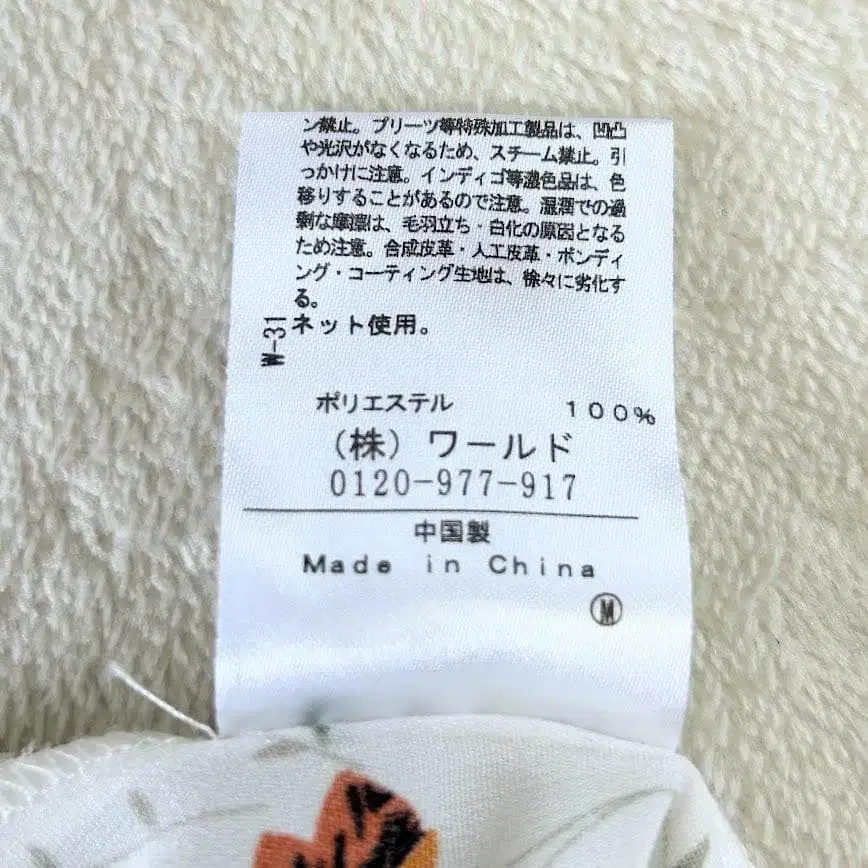 ン禁止。プリーツ等特殊加工製品は、凹凸
や光沢がなくなるため、スチーム禁止。引
っかけに注意。インディゴ等濃色品は、色
移りすることがあるので注意。湿潤での過
剰な摩擦は、毛羽立ち・白化の原因となる
ため注意。合成皮革・人工皮革・ボンディ
ング・コーティング生地は、徐々に劣化す
る。
ネット使用。
W-31
ポリエステル 100%
(株)ワールド
0120-977-917
中国製
Made in China
M